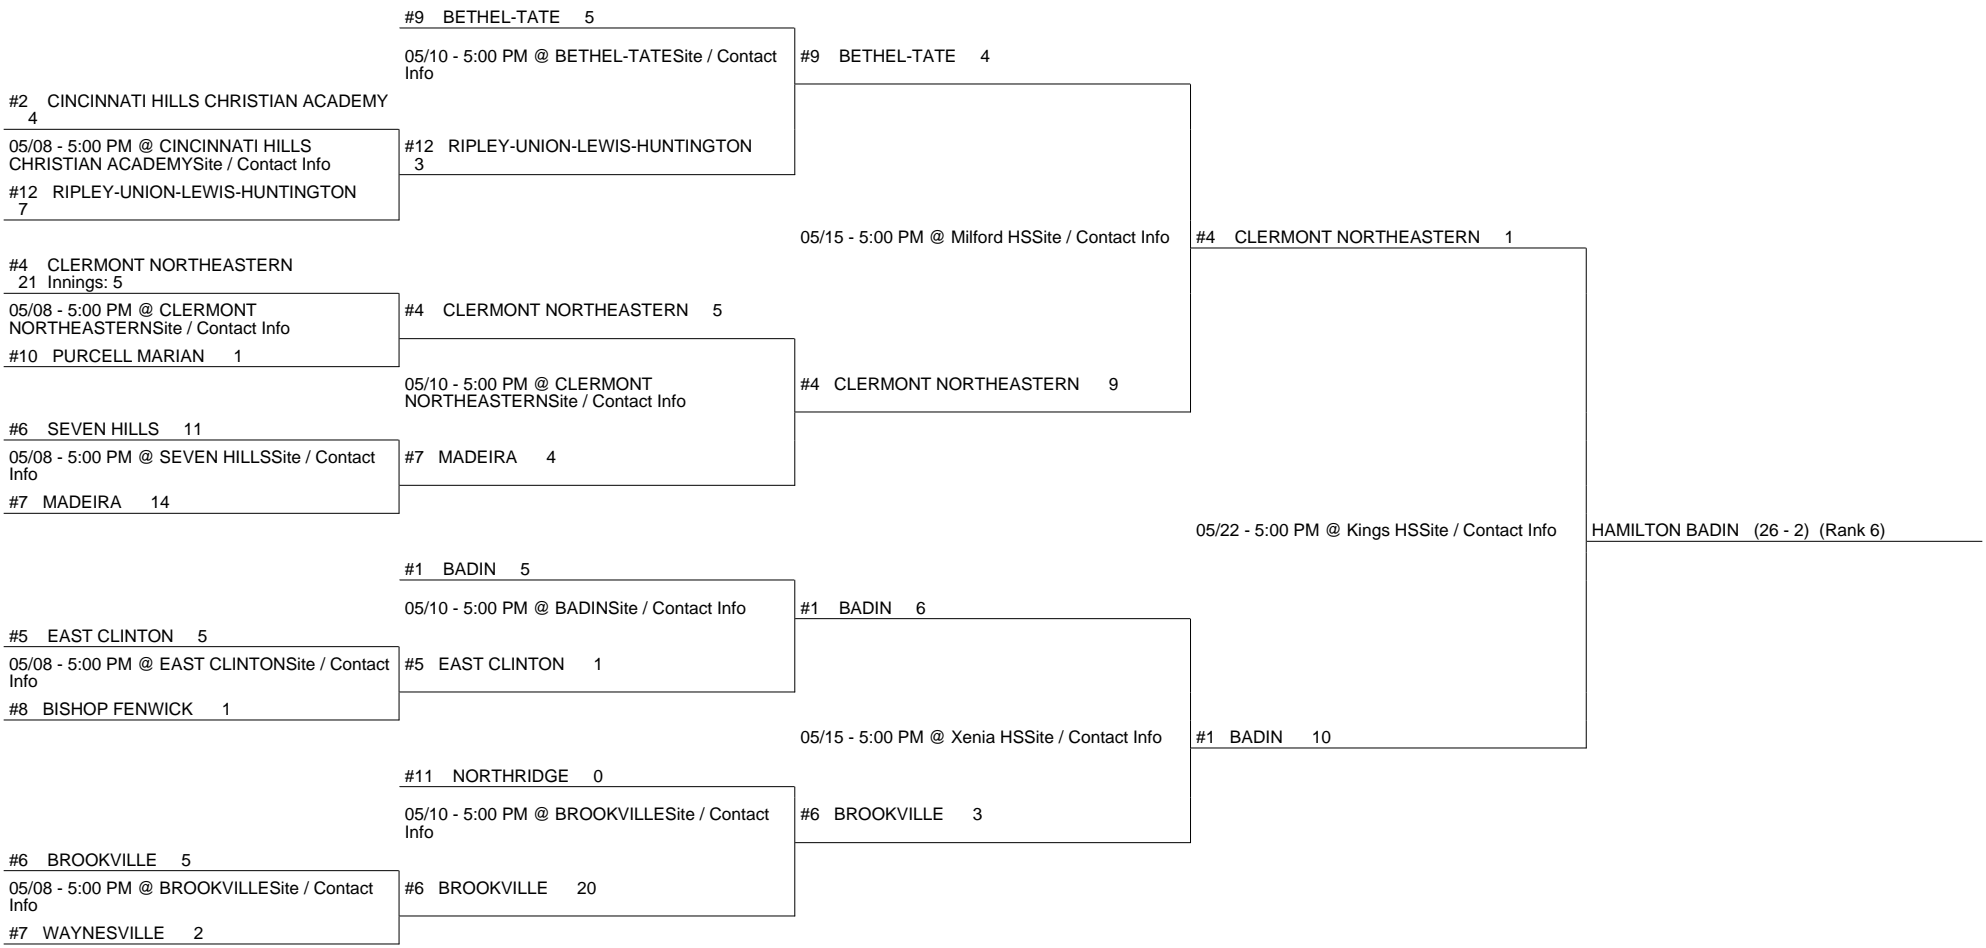 #9 BETHEL-TATE 5
05/10 - 5:00 PM @ BETHEL-TATESite / Contact
Info
#9 BETHEL-TATE 4
#2 CINCINNATI HILLS CHRISTIAN ACADEMY
4
05/08 - 5:00 PM @ CINCINNATI HILLS
CHRISTIAN ACADEMYSite / Contact Info
#12 RIPLEY-UNION-LEWIS-HUNTINGTON
3
#12 RIPLEY-UNION-LEWIS-HUNTINGTON
7
05/15 - 5:00 PM @ Milford HSSite / Contact Info
#4 CLERMONT NORTHEASTERN 1
#4 CLERMONT NORTHEASTERN
21 Innings: 5
05/08 - 5:00 PM @ CLERMONT
NORTHEASTERNSite / Contact Info
#4 CLERMONT NORTHEASTERN 5
#10 PURCELL MARIAN 1
05/10 - 5:00 PM @ CLERMONT
NORTHEASTERNSite / Contact Info
#4 CLERMONT NORTHEASTERN 9
#6 SEVEN HILLS 11
05/08 - 5:00 PM @ SEVEN HILLSSite / Contact
Info
#7 MADEIRA 4
#7 MADEIRA 14
05/22 - 5:00 PM @ Kings HSSite / Contact Info
HAMILTON BADIN (26 - 2) (Rank 6)
#1 BADIN 5
05/10 - 5:00 PM @ BADINSite / Contact Info
#1 BADIN 6
#5 EAST CLINTON 5
05/08 - 5:00 PM @ EAST CLINTONSite / Contact
Info
#5 EAST CLINTON 1
#8 BISHOP FENWICK 1
05/15 - 5:00 PM @ Xenia HSSite / Contact Info
#1 BADIN 10
#11 NORTHRIDGE 0
05/10 - 5:00 PM @ BROOKVILLESite / Contact
Info
#6 BROOKVILLE 3
#6 BROOKVILLE 5
05/08 - 5:00 PM @ BROOKVILLESite / Contact
Info
#6 BROOKVILLE 20
#7 WAYNESVILLE 2